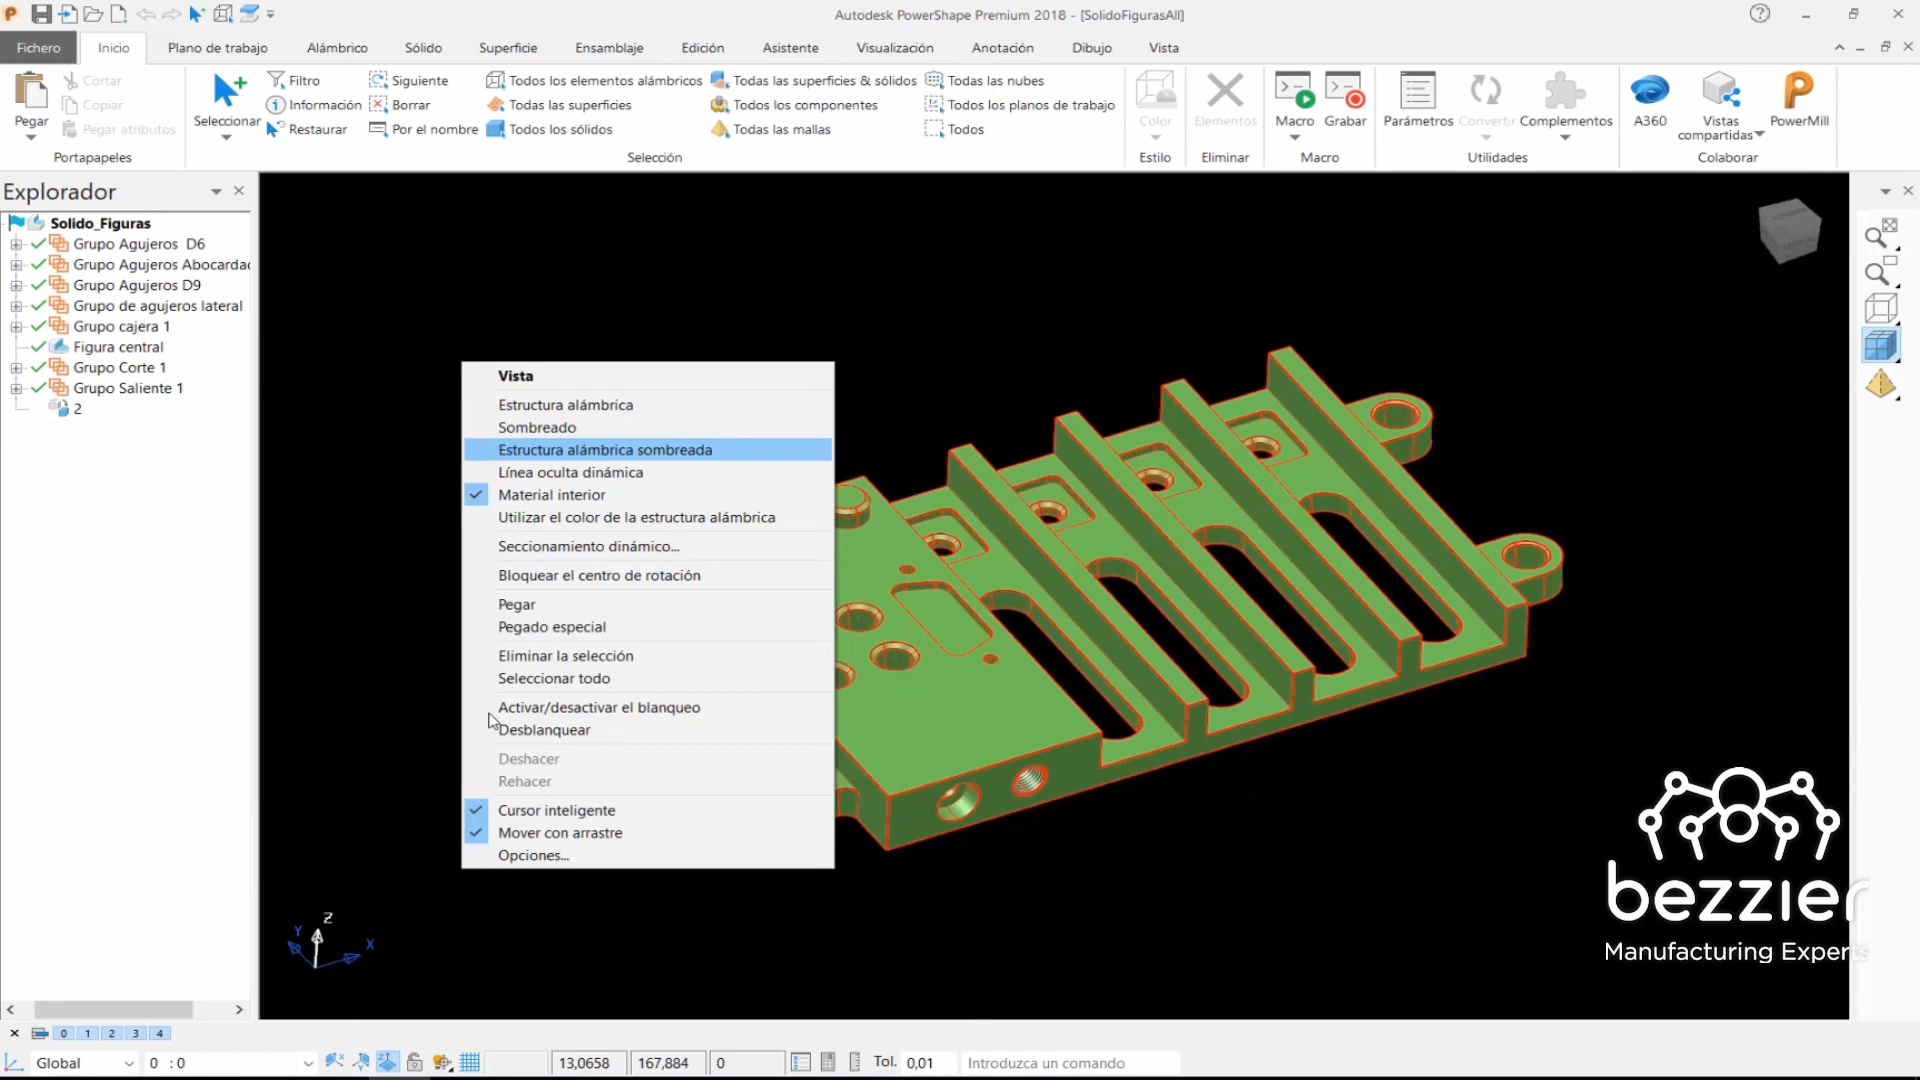 Autodesk PowerShape Premium 2018 - [SolidoFigurasAll]
Fichero
Inicio
Plano de trabajo
Alámbrico
Sólido
Superficie
Ensamblaje
Edición
Asistente
Visualización
Anotación
Dibujo
Vista
Pegar
Cortar
Copiar
Pegar atributos
Portapapeles
Seleccionar
Filtro
Información
Restaurar
Siguiente
Borrar
Por el nombre
Todos los elementos alámbricos
Todas las superficies
Todos los sólidos
Todas las superficies & sólidos
Todos los componentes
Todas las mallas
Todas las nubes
Todos los planos de trabajo
Todos
Selección
Color
Estilo
Elementos
Eliminar
Macro
Grabar
Macro
Parámetros
Convertir
Complementos
Utilidades
A360
Vistas
compartidas
PowerMill
Colaborar
Explorador
Solido_Figuras
Grupo Agujeros D6
Grupo Agujeros Abocardad
Grupo Agujeros D9
Grupo de agujeros lateral
Grupo cajera 1
Figura central
Grupo Corte 1
Grupo Saliente 1
2
Vista
Estructura alámbrica
Sombreado
Estructura alámbrica sombreada
Línea oculta dinámica
Material interior
Utilizar el color de la estructura alámbrica
Seccionamiento dinámico...
Bloquear el centro de rotación
Pegar
Pegado especial
Eliminar la selección
Seleccionar todo
Activar/desactivar el blanqueo
Desblanquear
Deshacer
Rehacer
Cursor inteligente
Mover con arrastre
Opciones...
Z
Y
X
bezzier
Manufacturing Experts
0 1 2 3 4
Global
0 :0
13,0658
167,884
0
Tol. 0,01
Introduzca un comando